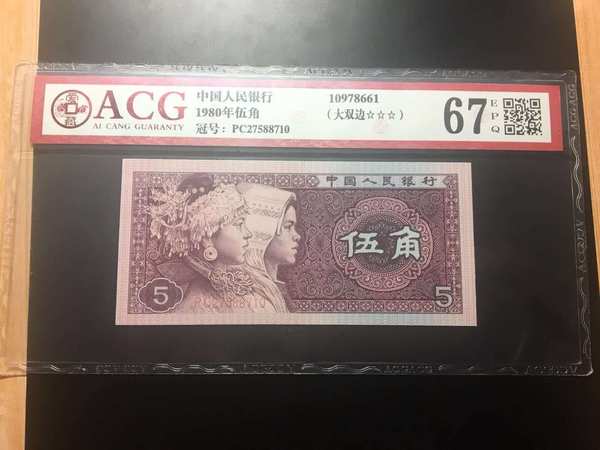 ACG
AI CANG GUARANTY
中国人民银行
1980年伍角
冠号：PC27588710
10978661
（大双边☆☆☆）
67
EPQ
中国人民银行
伍角
5
PC27588710
5